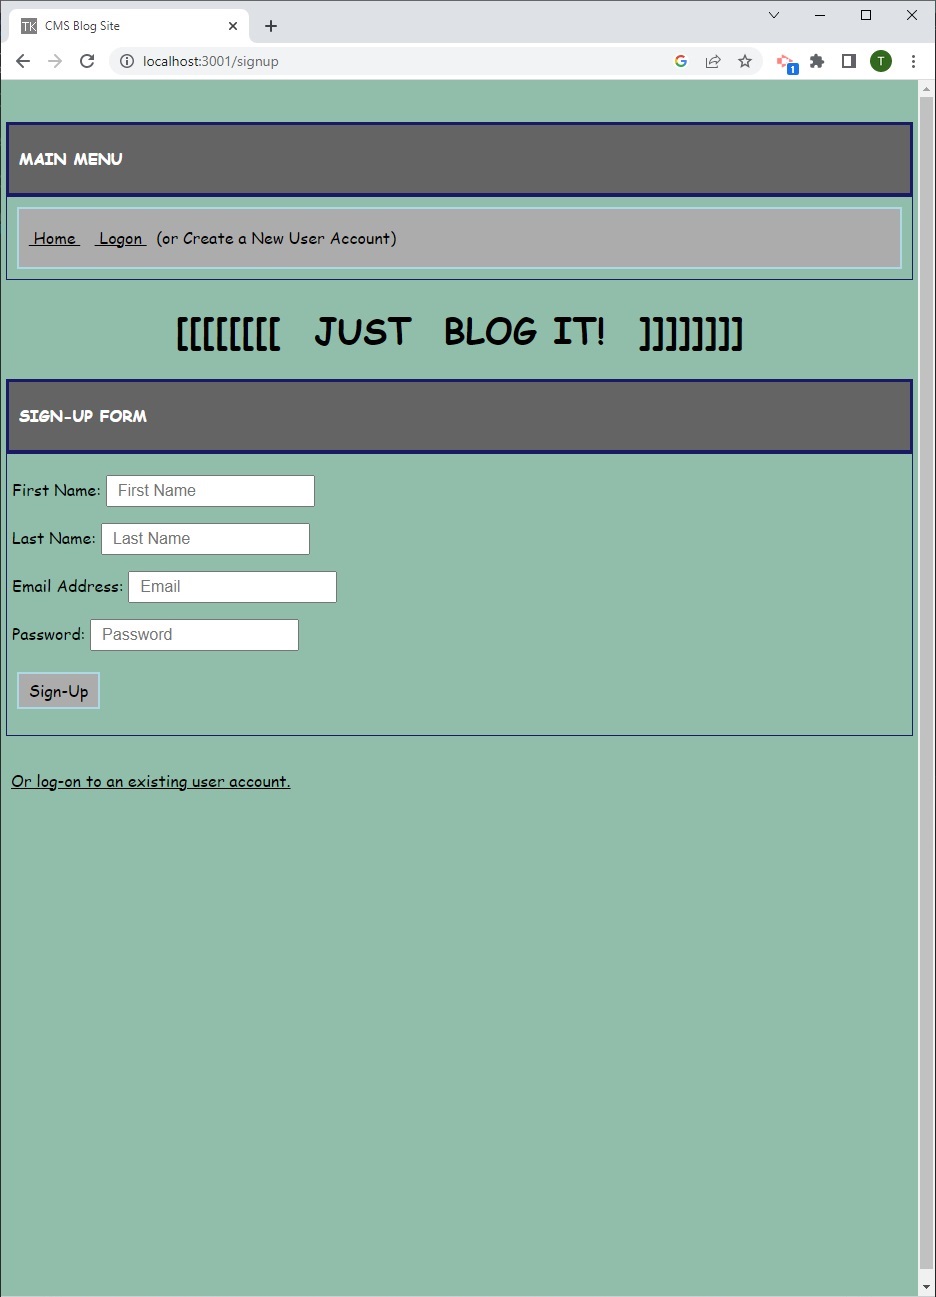 TK CMS Blog Site
localhost:3001/signup
1
T
MAIN MENU
Home Logon (or Create a New User Account)
[[[[[[[[ JUST BLOG IT! ]]]]]]]]
SIGN-UP FORM
First Name: First Name
Last Name: Last Name
Email Address: Email
Password: Password
Sign-Up
Or log-on to an existing user account.